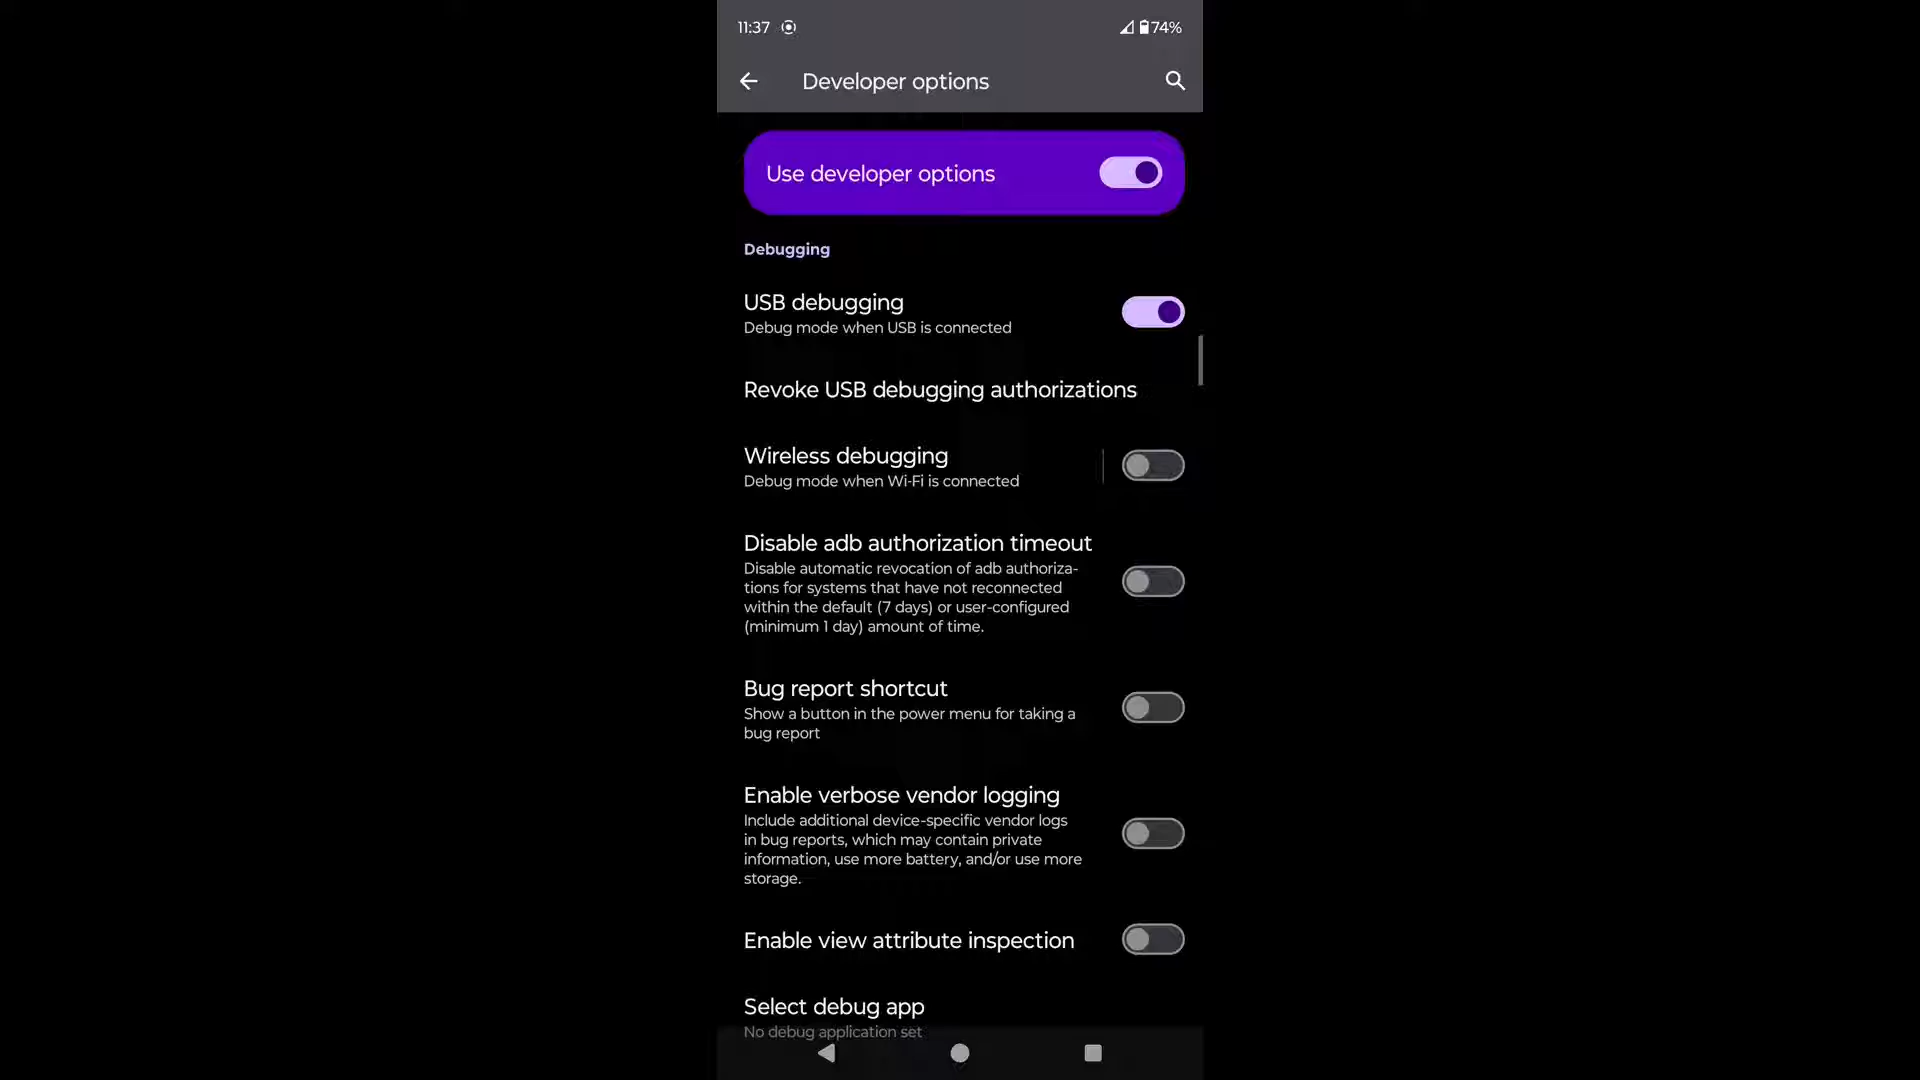 11:37 74%
Developer options
Use developer options
Debugging
USB debugging
Debug mode when USB is connected
Revoke USB debugging authorizations
Wireless debugging
Debug mode when Wi-Fi is connected
Disable adb authorization timeout
Disable automatic revocation of adb authoriza-
tions for systems that have not reconnected
within the default (7 days) or user-configured
(minimum 1 day) amount of time.
Bug report shortcut
Show a button in the power menu for taking a
bug report
Enable verbose vendor logging
Include additional device-specific vendor logs
in bug reports, which may contain private
information, use more battery, and/or use more
storage.
Enable view attribute inspection
Select debug app
No debug application set